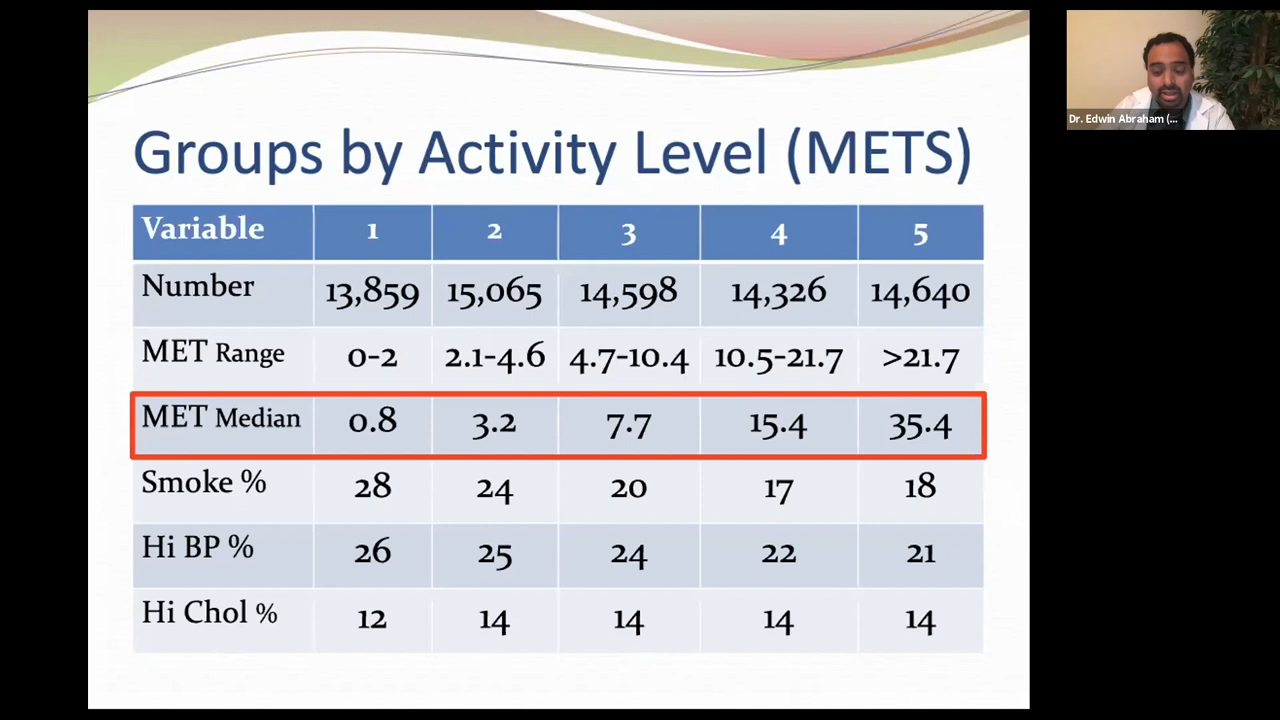 Groups by Activity Level (METS)
Variable 1 2 3 4 5
Number 13,859 15,065 14,598 14,326 14,640
MET Range 0-2 2.1-4.6 4.7-10.4 10.5-21.7 >21.7
MET Median 0.8 3.2 7.7 15.4 35.4
Smoke % 28 24 20 17 18
Hi BP % 26 25 24 22 21
Hi Chol % 12 14 14 14 14
Dr. Edwin Abraham (...